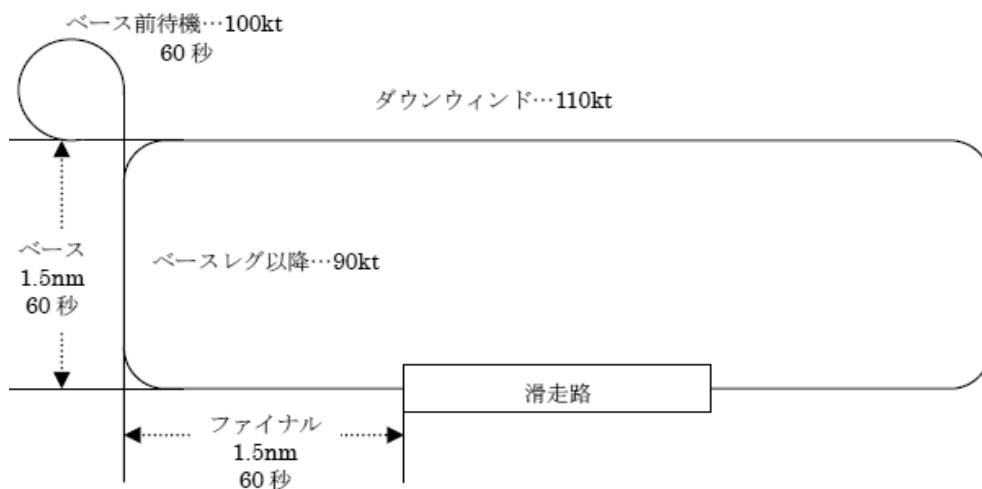 ベース前待機…100kt
60 秒
ダウンウィンド…110kt
ベース
1.5nm
60 秒
ベースレグ以降…90kt
滑走路
ファイナル
1.5nm
60 秒